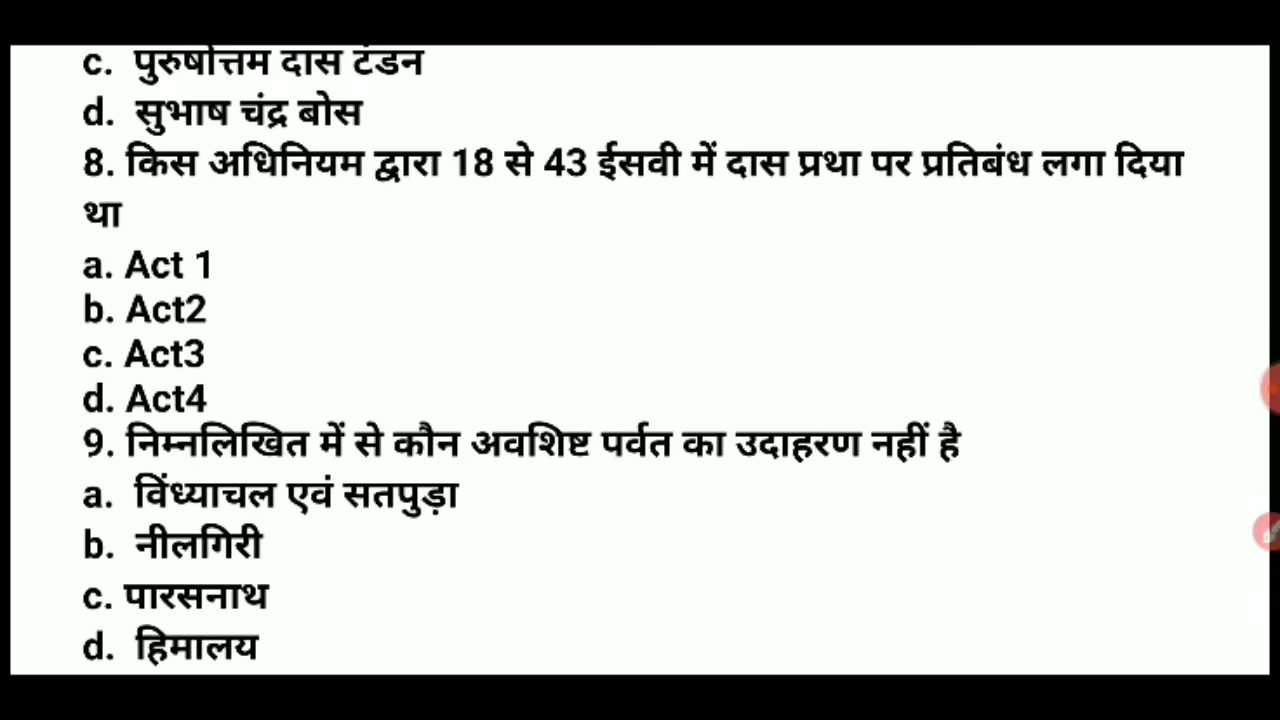 c. पुरुषोत्तम दास टंडन
d. सुभाष चंद्र बोस
8. किस अधिनियम द्वारा 18 से 43 ईसवी में दास प्रथा पर प्रतिबंध लगा दिया
था
a. Act 1
b. Act2
c. Act3
d. Act4
9. निम्नलिखित में से कौन अवशिष्ट पर्वत का उदाहरण नहीं है
a. विंध्याचल एवं सतपुड़ा
b. नीलगिरी
c. पारसनाथ
d. हिमालय